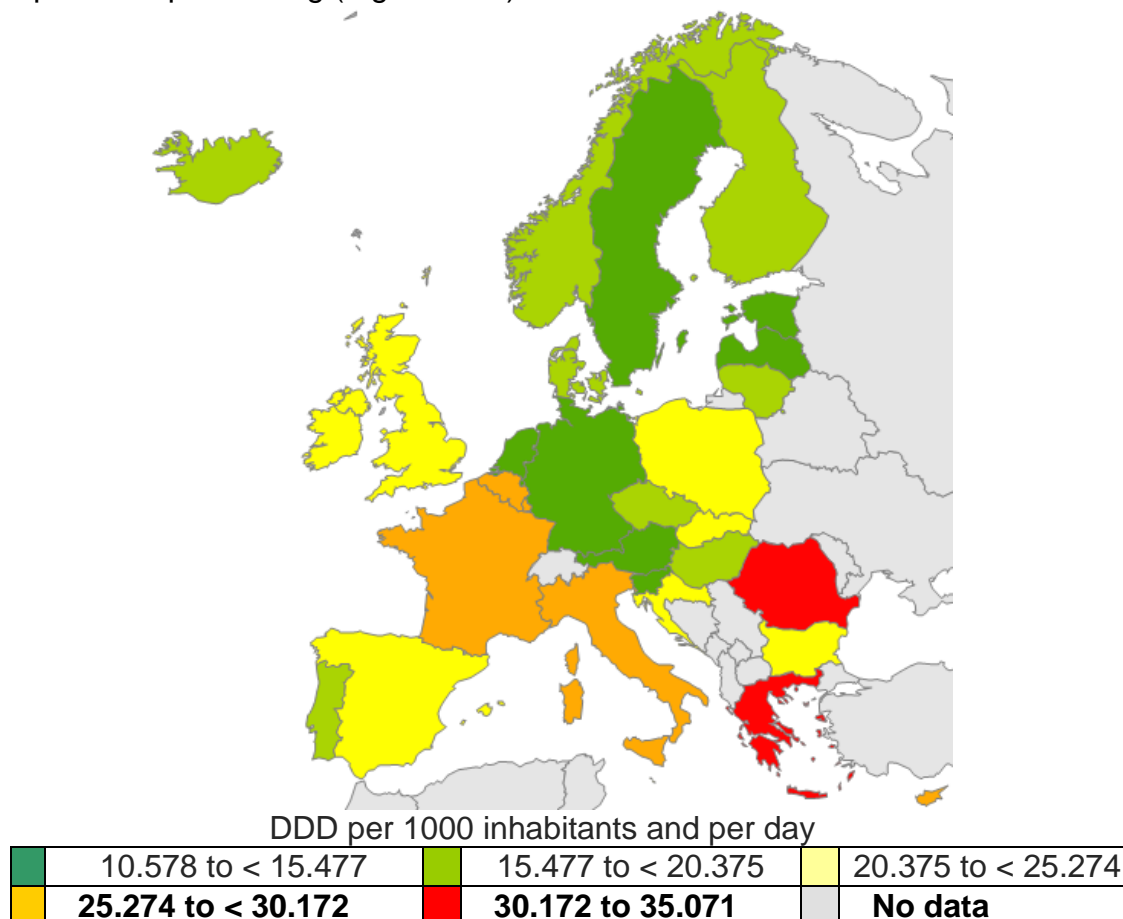 DDD per 1000 inhabitants and per day
10.578 to < 15.477 15.477 to < 20.375 20.375 to < 25.274
25.274 to < 30.172 30.172 to 35.071 No data